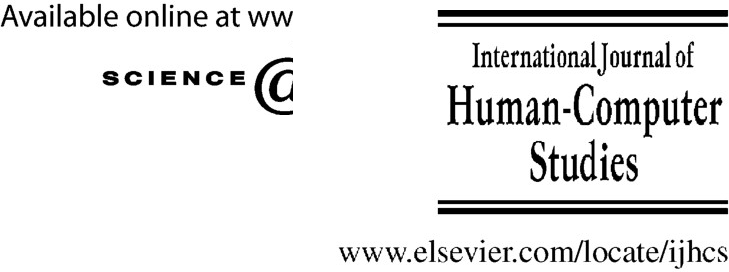 Available online at ww
SCIENCE@
International Journal of
Human-Computer
Studies
www.elsevier.com/locate/ijhcs